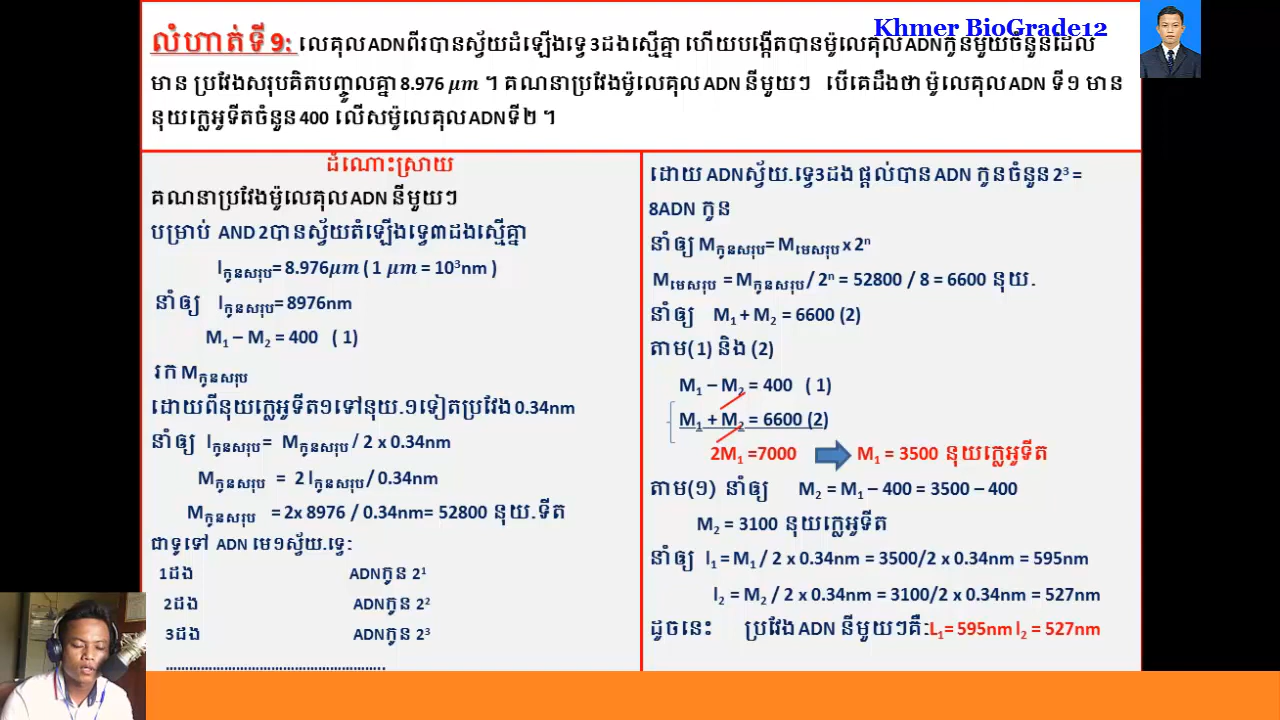 Khmer BioGrade12
លំហាត់ទី 9: លេគុលADNពីរបានស្វ័យដំឡើងទ្វេ 3ដងស្មើគ្នា ហើយបង្កើតបានម៉ូលេគុលADNកូនមួយចំនួនដែល
មាន ប្រវែងសរុបគិតបញ្ចូលគ្នា 8.976 μm ។ គណនាប្រវែងម៉ូលេគុល ADN នីមួយៗ បើគេដឹងថា ម៉ូលេគុលADN ទី១ មាន
នុយក្លេអូទីតចំនួន 400 លើសម៉ូលេគុល ADNទី២ ។
ដំណោះស្រាយ
គណនាប្រវែងម៉ូលេគុល ADN នីមួយៗ
បម្រាប់ AND 2បានស្វ័យតំឡើងទ្វេ៣ដងស្មើគ្នា
lកូនសរុប= 8.976μm ( 1 μm = 10³nm )
នាំឲ្យ lកូនសរុប= 8976nm
M₁ – M₂ = 400 ( 1)
រក Mកូនសរុប
ដោយពីនុយក្លេអូទីត១ទៅនុយ.១ទៀតប្រវែង 0.34nm
នាំឲ្យ lកូនសរុប= Mកូនសរុប / 2 x 0.34nm
Mកូនសរុប = 2 lកូនសរុប/ 0.34nm
Mកូនសរុប = 2x 8976 / 0.34nm= 52800 នុយ.ទីត
ជាទូទៅ ADN មេ១ស្វ័យ.ទ្វេ:
1ដង ADNកូន 2¹
2ដង ADNកូន 2²
3ដង ADNកូន 2³
......................................................
ដោយ ADNស្វ័យ.ទ្វេ3ដង ផ្តល់បាន ADN កូនចំនួន 2³ =
8ADN កូន
នាំឲ្យ Mកូនសរុប= Mមេសរុប x 2ⁿ
Mមេសរុប = Mកូនសរុប/ 2ⁿ = 52800 / 8 = 6600 នុយ.
នាំឲ្យ M₁ + M₂ = 6600 (2)
តាម(1) និង (2)
M₁ – M₂ = 400 ( 1)
M₁ + M₂ = 6600 (2)
2M₁ =7000 M₁ = 3500 នុយក្លេអូទីត
តាម(១) នាំឲ្យ M₂ = M₁ – 400 = 3500 – 400
M₂ = 3100 នុយក្លេអូទីត
នាំឲ្យ l₁ = M₁ / 2 x 0.34nm = 3500/2 x 0.34nm = 595nm
l₂ = M₂ / 2 x 0.34nm = 3100/2 x 0.34nm = 527nm
ដូចនេះ ប្រវែង ADN នីមួយៗគឺ:L₁= 595nm l₂ = 527nm